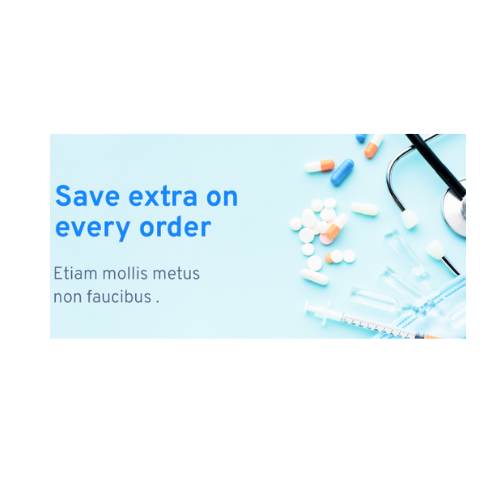 Save extra on
every order
Etiam mollis metus
non faucibus .